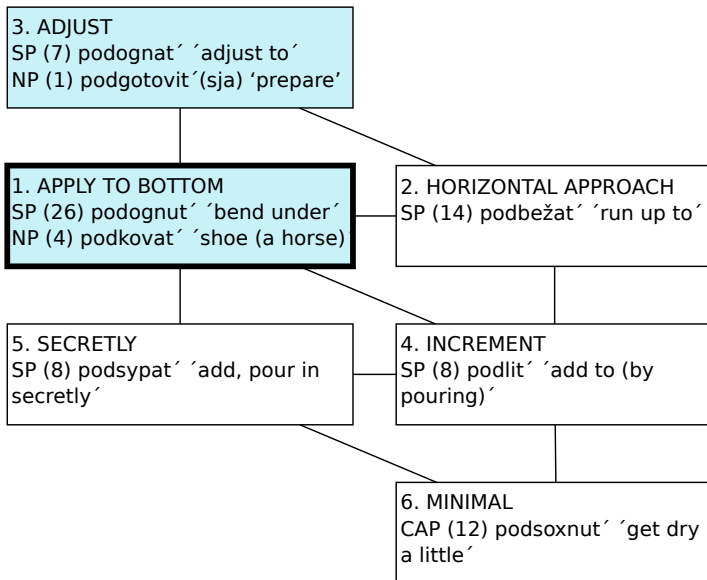 3. ADJUST
SP (7) podognat´ ´adjust to´
NP (1) podgotovit´(sja) ‘prepare’
1. APPLY TO BOTTOM
SP (26) podognut´ ´bend under´
NP (4) podkovat´ ´shoe (a horse)
2. HORIZONTAL APPROACH
SP (14) podbežat´ ´run up to´
5. SECRETLY
SP (8) podsypat´ ´add, pour in
secretly´
4. INCREMENT
SP (8) podlit´ ´add to (by
pouring)´
6. MINIMAL
CAP (12) podsoxnut´ ´get dry
a little´